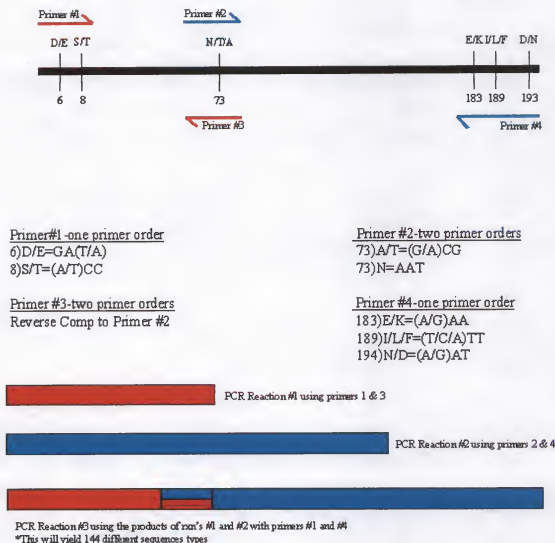 Primer #1
Primer #2
D/E S/T
N/T/A
E/K I/L/F D/N
6 8
73
183 189 193
Primer #3
Primer #4
Primer#1-one primer order
6)D/E=GA(T/A)
8)S/T=(A/T)CC
Primer #2-two primer orders
73)A/T=(G/A)CG
73)N=AAT
Primer #3-two primer orders
Reverse Comp to Primer #2
Primer #4-one primer order
183)E/K=(A/G)AA
189)I/L/F=(T/C/A)TT
194)N/D=(A/G)AT
PCR Reaction #1 using primers 1 & 3
PCR Reaction #2 using primers 2 & 4
PCR Reaction #3 using the products of rxn's #1 and #2 with primers #1 and #4
*This will yield 144 different sequences types